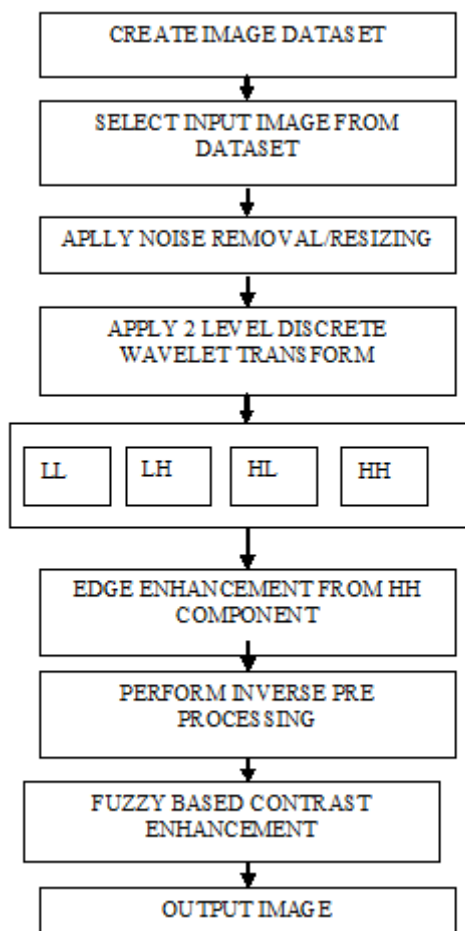 CREATE IMAGE DATASET
SELECT INPUT IMAGE FROM
DATASET
APLLY NOISE REMOVAL/RESIZING
APPLY 2 LEVEL DISCRETE
WAVELET TRANSFORM
LL LH HL HH
EDGE ENHANCEMENT FROM HH
COMPONENT
PERFORM INVERSE PRE
PROCESSING
FUZZY BASED CONTRAST
ENHANCEMENT
OUTPUT IMAGE